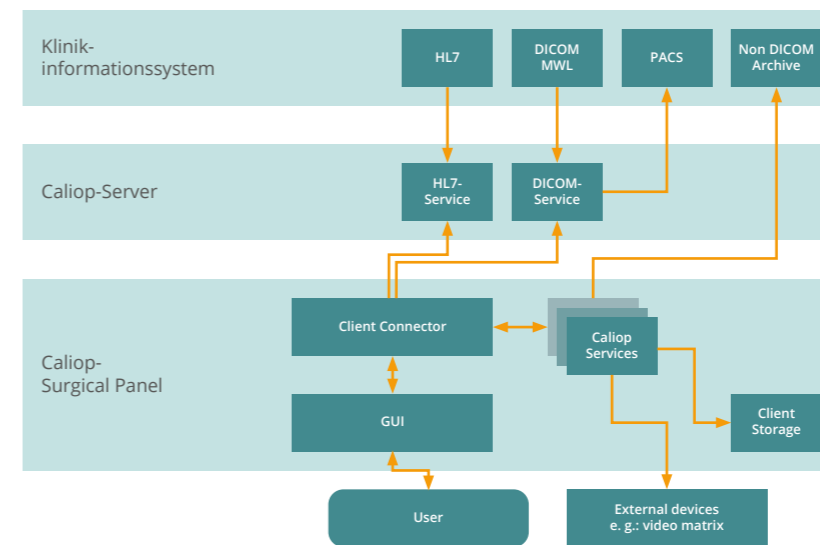 Klinik-
informationssystem
HL7
DICOM
MWL
PACS
Non DICOM
Archive
Caliop-Server
HL7-
Service
DICOM-
Service
Caliop-
Surgical Panel
Client Connector
Caliop
Services
GUI
Client
Storage
User
External devices
e. g.: video matrix